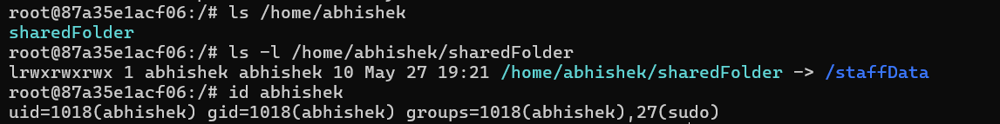 root@87a35e1acf06:/# ls /home/abhishek
sharedFolder
root@87a35e1acf06:/# ls -l /home/abhishek/sharedFolder
lrwxrwxrwx 1 abhishek abhishek 10 May 27 19:21 /home/abhishek/sharedFolder -> /staffData
root@87a35e1acf06:/# id abhishek
uid=1018(abhishek) gid=1018(abhishek) groups=1018(abhishek),27(sudo)